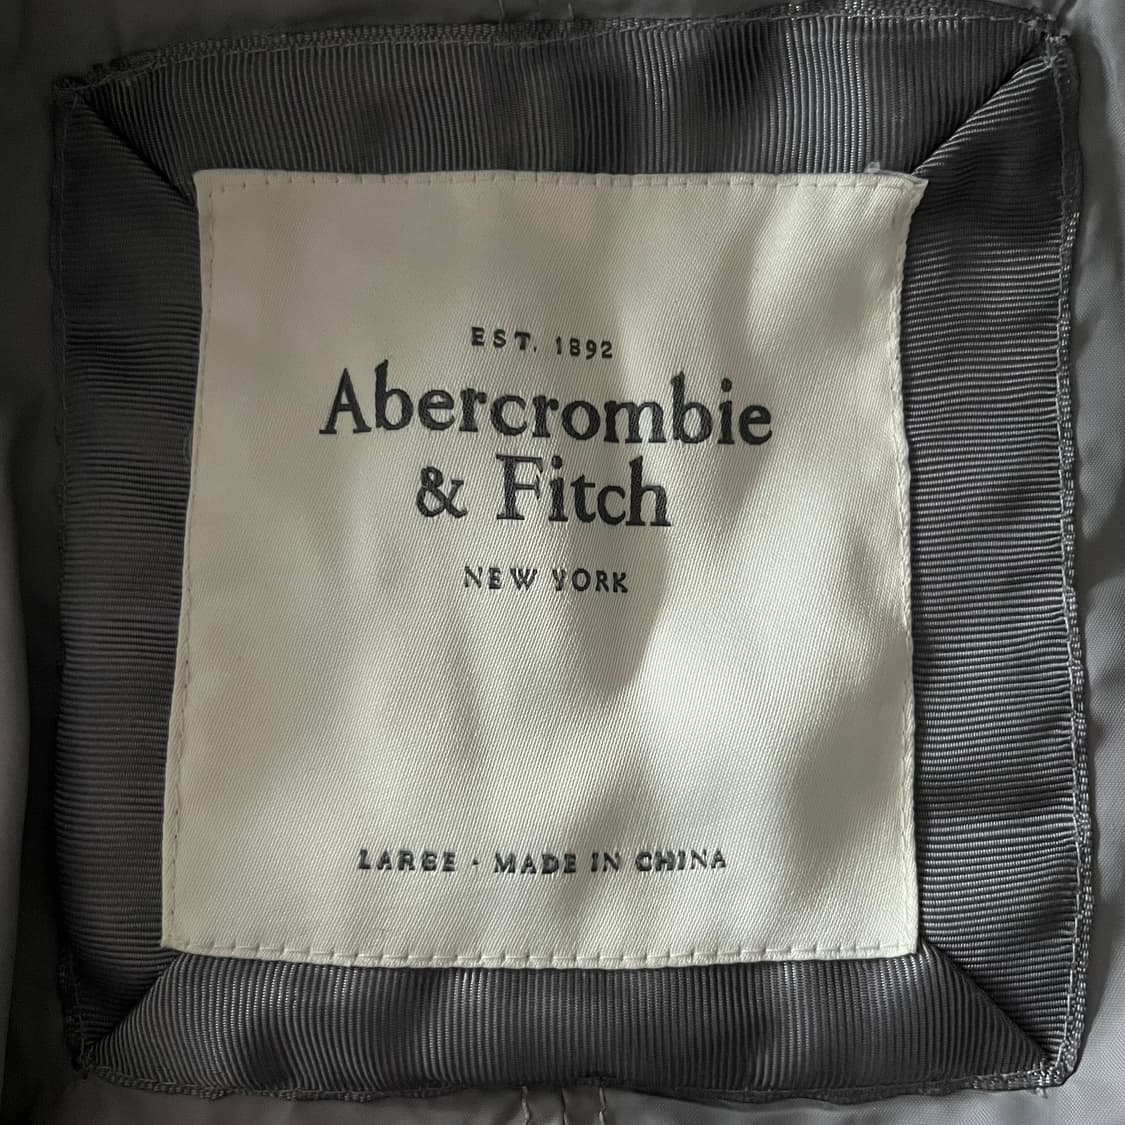 EST. 1892
Abercrombie
& Fitch
NEW YORK
LARGE · MADE IN CHINA